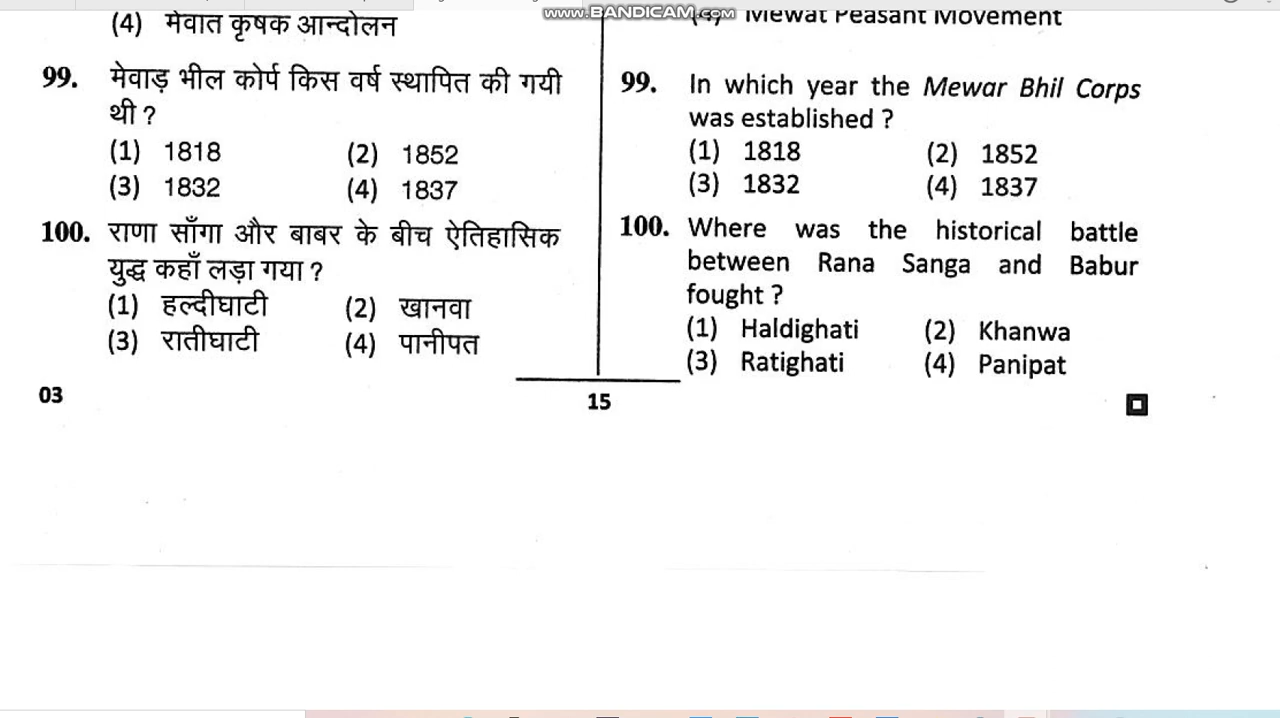 www.BANDICAM.com
(4) मेवात कृषक आन्दोलन
99. मेवाड़ भील कोर्प किस वर्ष स्थापित की गयी
थी ?
(1) 1818 (2) 1852
(3) 1832 (4) 1837
100. राणा साँगा और बाबर के बीच ऐतिहासिक
युद्ध कहाँ लड़ा गया ?
(1) हल्दीघाटी (2) खानवा
(3) रातीघाटी (4) पानीपत
03
(4) Mewat Peasant Movement
99. In which year the Mewar Bhil Corps
was established ?
(1) 1818 (2) 1852
(3) 1832 (4) 1837
100. Where was the historical battle
between Rana Sanga and Babur
fought ?
(1) Haldighati (2) Khanwa
(3) Ratighati (4) Panipat
15